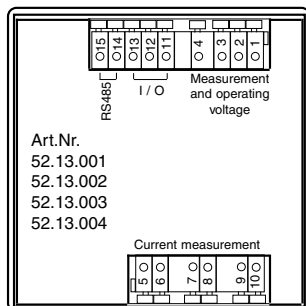 15 14 13 12 11 4 3 2 1
RS485
I / O
Measurement
and operating
voltage
Art.Nr.
52.13.001
52.13.002
52.13.003
52.13.004
Current measurement
5 6 7 8 9 10